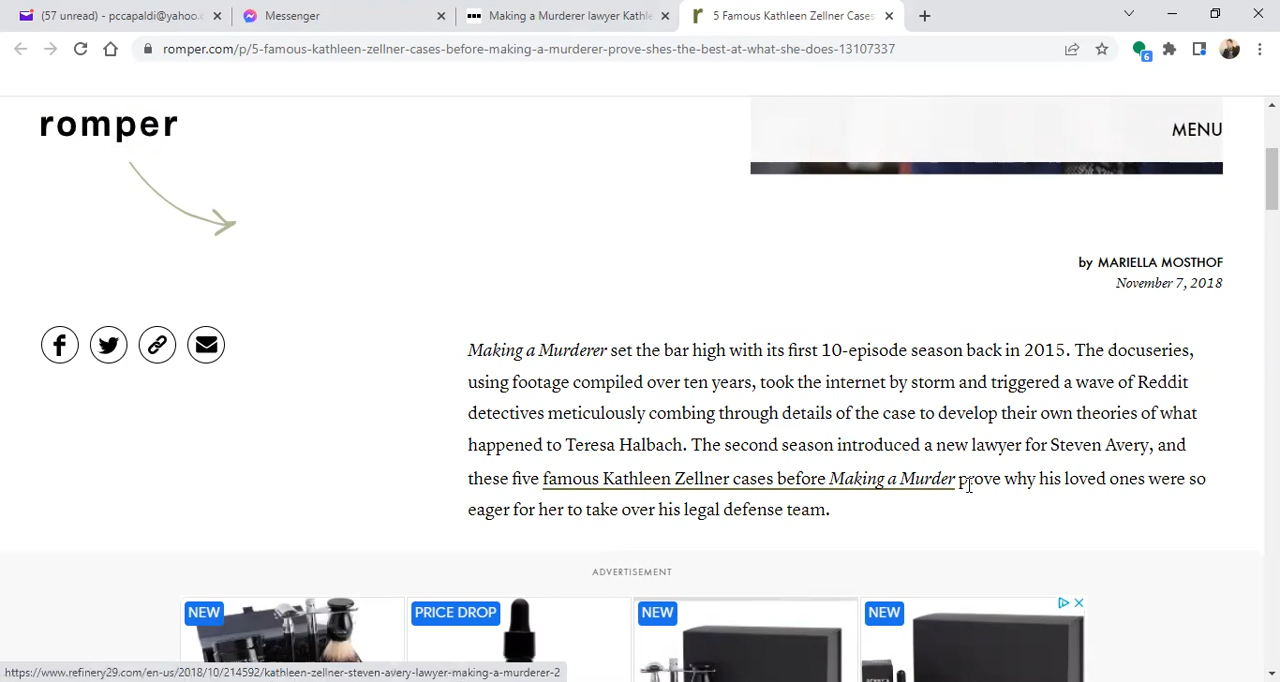 (57 unread) - pccapaldi@yahoo.c
Messenger
Making a Murderer lawyer Kathle
5 Famous Kathleen Zellner Cases
romper.com/p/5-famous-kathleen-zellner-cases-before-making-a-murderer-prove-shes-the-best-at-what-she-does-13107337
6
romper
MENU
by MARIELLA MOSTHOF
November 7, 2018
Making a Murderer set the bar high with its first 10-episode season back in 2015. The docuseries,
using footage compiled over ten years, took the internet by storm and triggered a wave of Reddit
detectives meticulously combing through details of the case to develop their own theories of what
happened to Teresa Halbach. The second season introduced a new lawyer for Steven Avery, and
these five famous Kathleen Zellner cases before Making a Murder prove why his loved ones were so
eager for her to take over his legal defense team.
ADVERTISEMENT
NEW
PRICE DROP
NEW
NEW
https://www.refinery29.com/en-us/2018/10/214592/kathleen-zellner-steven-avery-lawyer-making-a-murderer-2